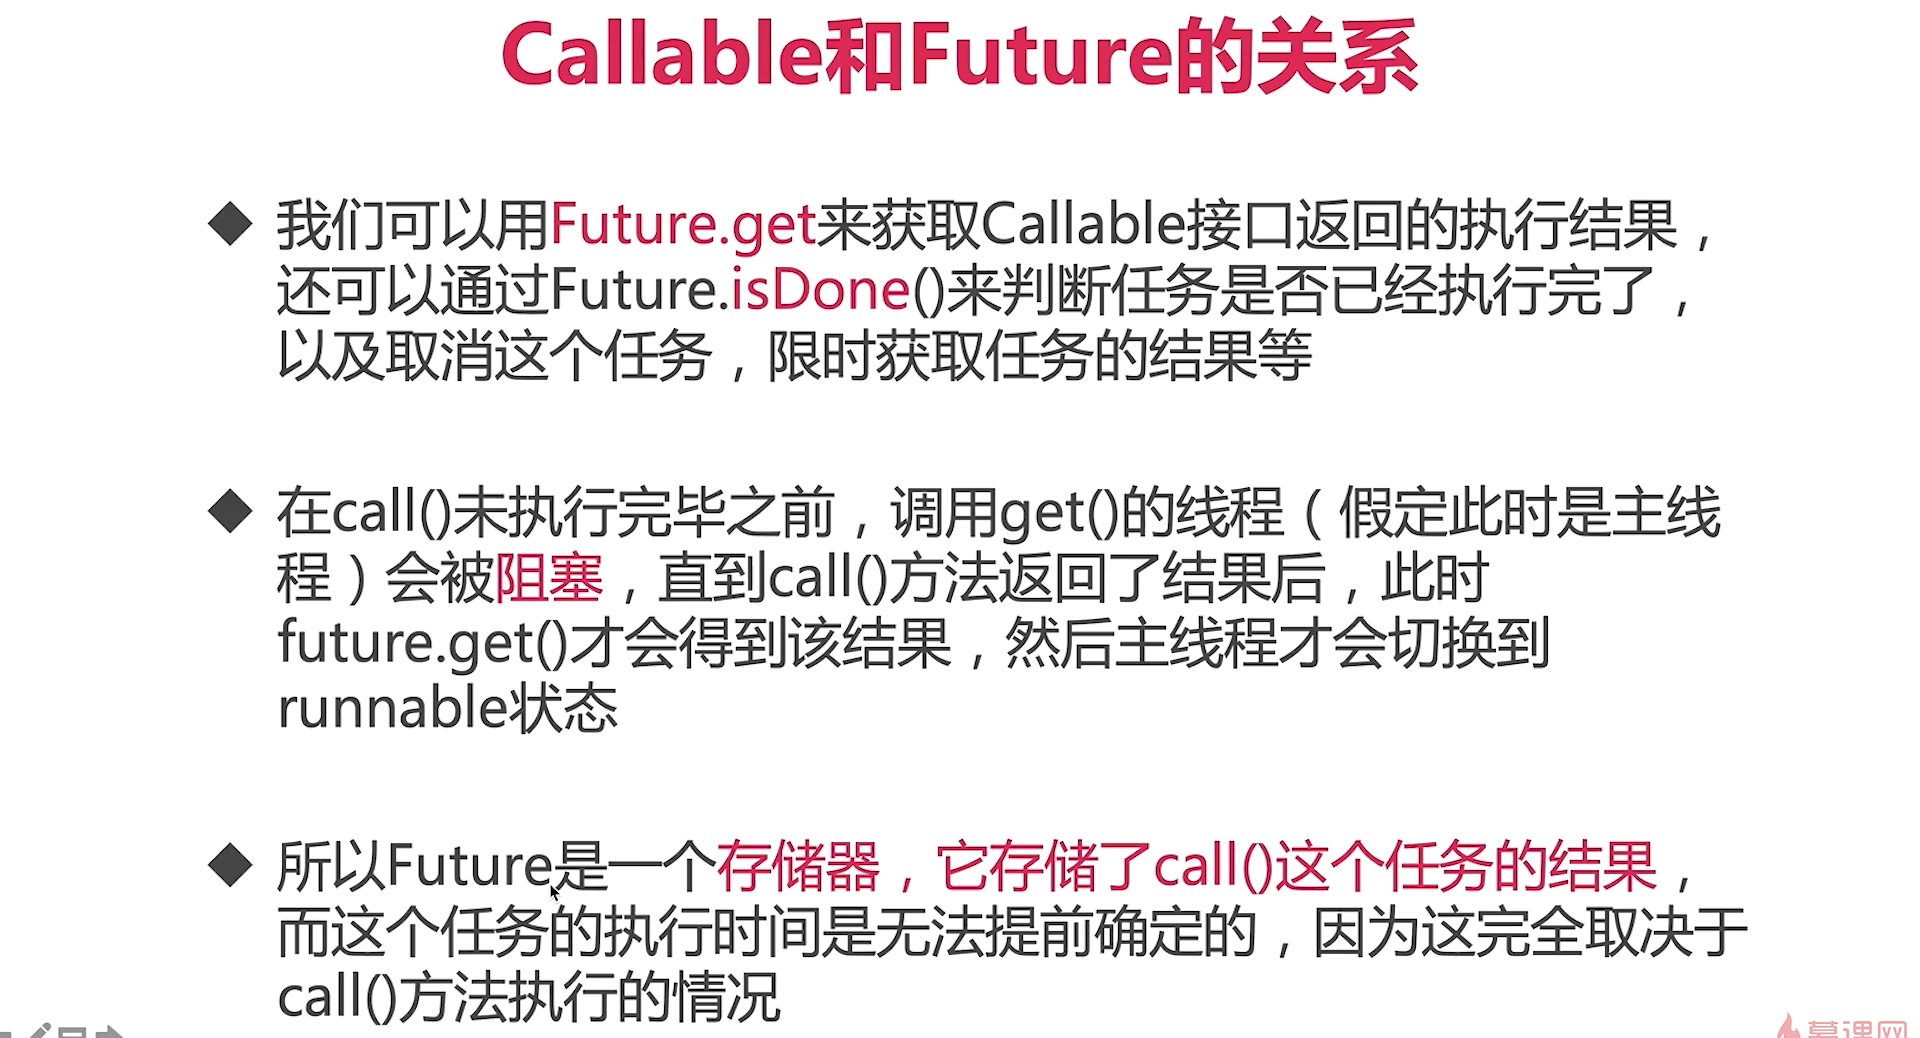 Callable和Future的关系
我们可以用Future.get来获取Callable接口返回的执行结果，
还可以通过Future.isDone()来判断任务是否已经执行完了，
以及取消这个任务，限时获取任务的结果等
在call()未执行完毕之前，调用get()的线程（假定此时是主线
程）会被阻塞，直到call()方法返回了结果后，此时
future.get()才会得到该结果，然后主线程才会切换到
runnable状态
所以Future是一个存储器，它存储了call()这个任务的结果，
而这个任务的执行时间是无法提前确定的，因为这完全取决于
call()方法执行的情况
慕课网